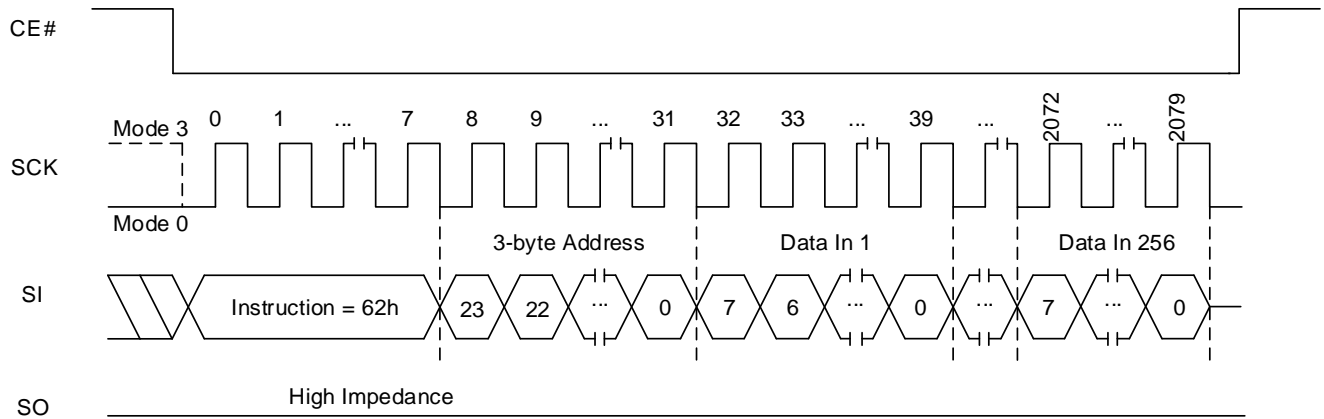 CE#
0 1 ... 7 8 9 ... 31 32 33 ... 39 ... 2072 ... 2079
Mode 3
SCK
Mode 0
3-byte Address Data In 1 Data In 256
SI Instruction = 62h 23 22 ... 0 7 6 ... 0 ... 7 ... 0
High Impedance
SO